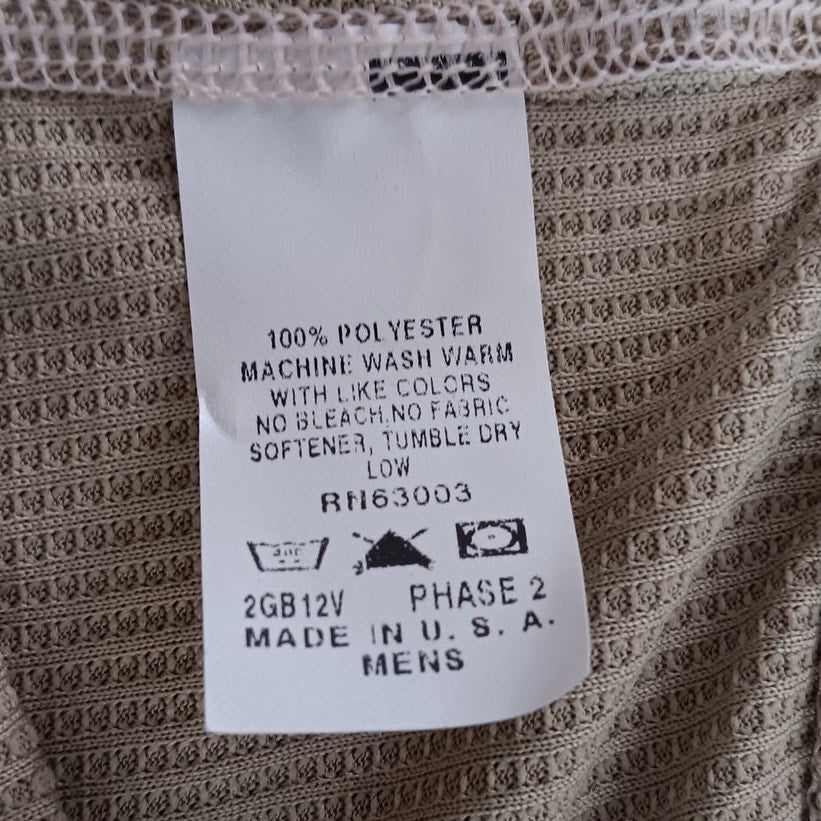 100% POLYESTER
MACHINE WASH WARM
WITH LIKE COLORS
NO BLEACH, NO FABRIC
SOFTENER, TUMBLE DRY
LOW
RN63003
2GB12V PHASE 2
MADE IN U. S. A.
MENS